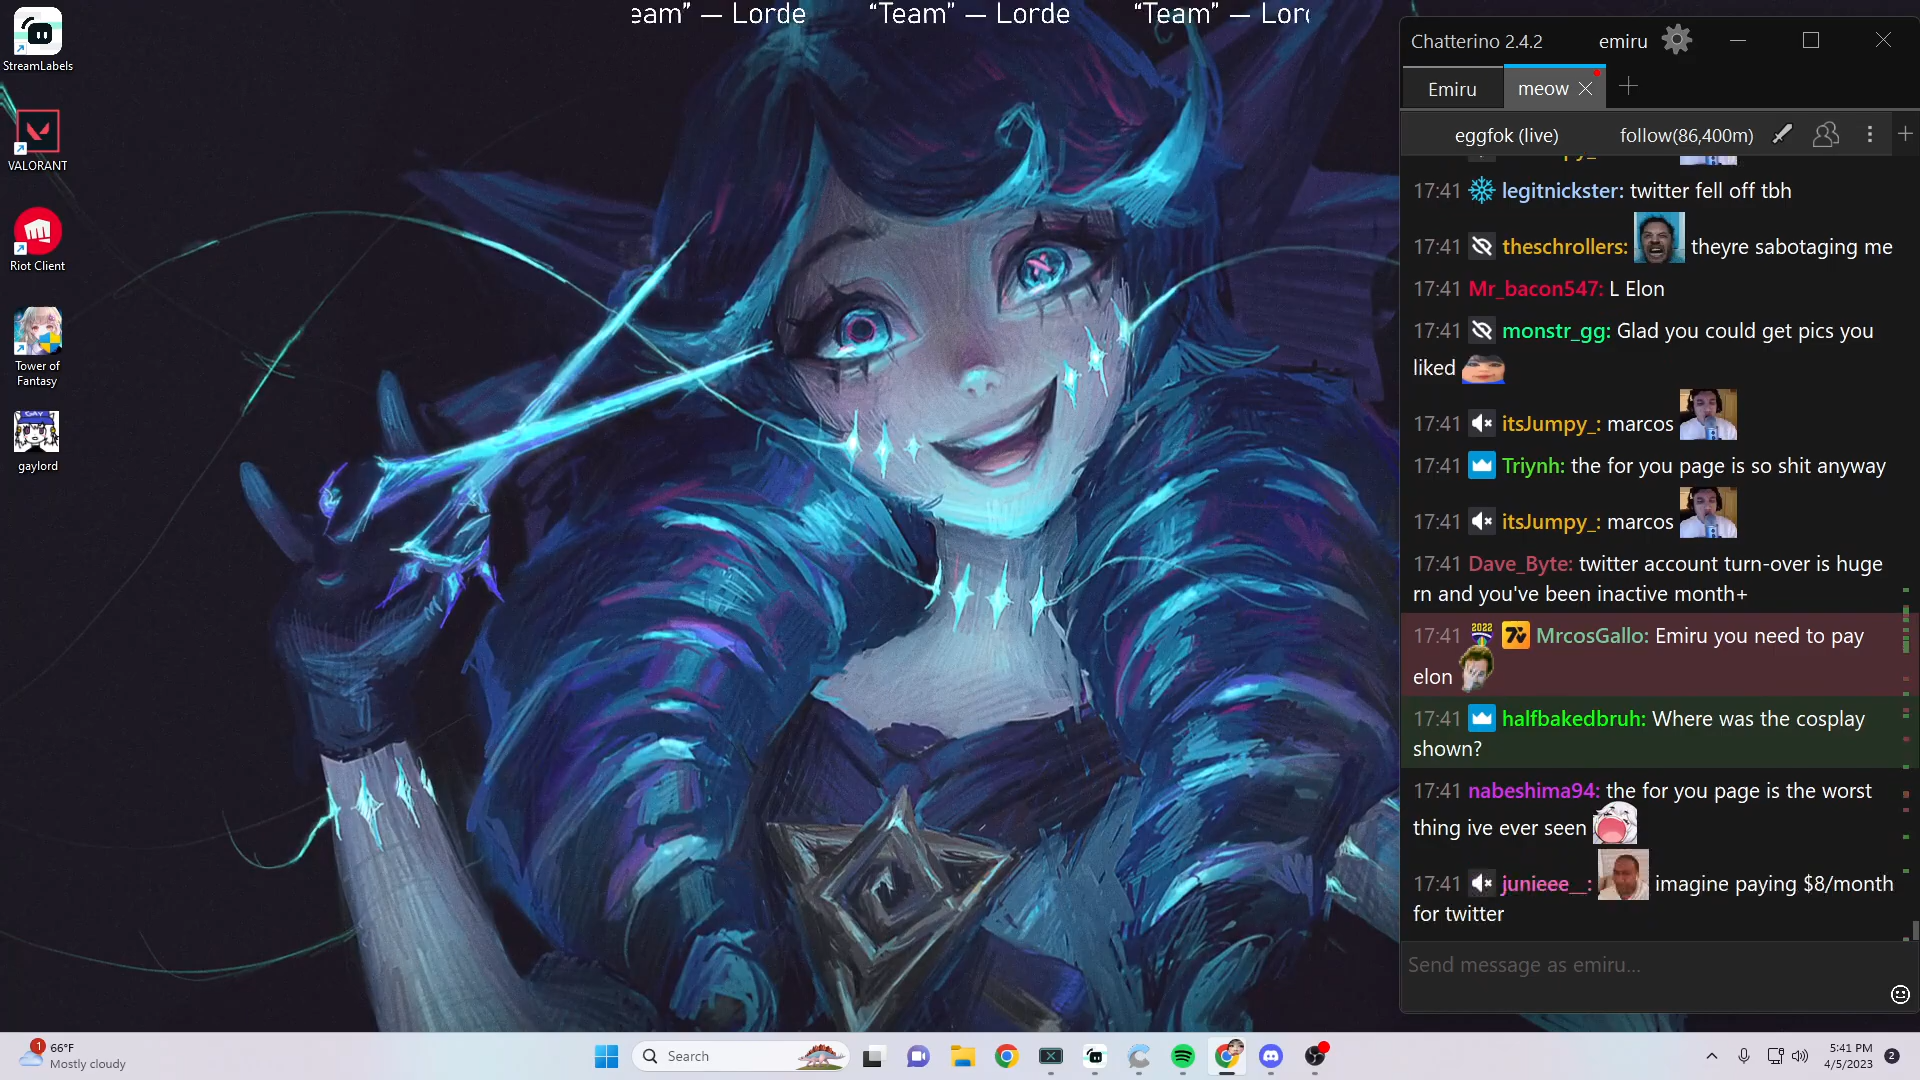 eam” — Lorde “Team” — Lorde “Team” — Lor
StreamLabels
VALORANT
Riot Client
Tower of
Fantasy
GAY
gaylord
Chatterino 2.4.2 emiru
Emiru meow
eggfok (live) follow(86,400m)
17:41 legitnickster: twitter fell off tbh
17:41 theschrollers: theyre sabotaging me
17:41 Mr_bacon547: L Elon
17:41 monstr_gg: Glad you could get pics you
liked
17:41 itsJumpy_: marcos
17:41 Triynh: the for you page is so shit anyway
17:41 itsJumpy_: marcos
17:41 Dave_Byte: twitter account turn-over is huge
rn and you've been inactive month+
17:41 2022 MrcosGallo: Emiru you need to pay
elon
17:41 halfbakedbruh: Where was the cosplay
shown?
17:41 nabeshima94: the for you page is the worst
thing ive ever seen
17:41 junieee__: imagine paying $8/month
for twitter
Send message as emiru...
1
66°F
Mostly cloudy
Search
5:41 PM
4/5/2023
2